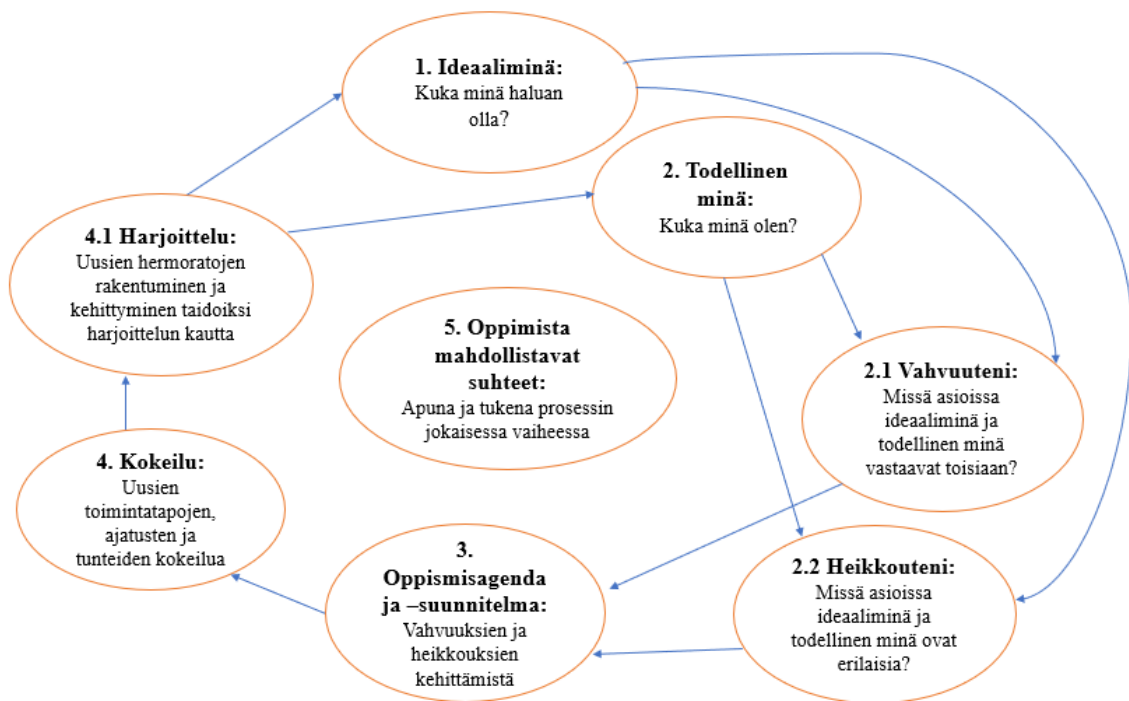 1. Ideaaliminä:
Kuka minä haluan
olla?
2. Todellinen
minä:
Kuka minä olen?
4.1 Harjoittelu:
Uusien hermoratojen
rakentuminen ja
kehittyminen taidoiksi
harjoittelun kautta
5. Oppimista
mahdollistavat
suhteet:
Apuna ja tukena prosessin
jokaisessa vaiheessa
2.1 Vahvuuteni:
Missä asioissa
ideaaliminä ja
todellinen minä
vastaavat toisiaan?
4. Kokeilu:
Uusien
toimintatapojen,
ajatusten ja
tunteiden kokeilua
3.
Oppismisagenda
ja –suunnitelma:
Vahvuuksien ja
heikkouksien
kehittämistä
2.2 Heikkouteni:
Missä asioissa
ideaaliminä ja
todellinen minä ovat
erilaisia?